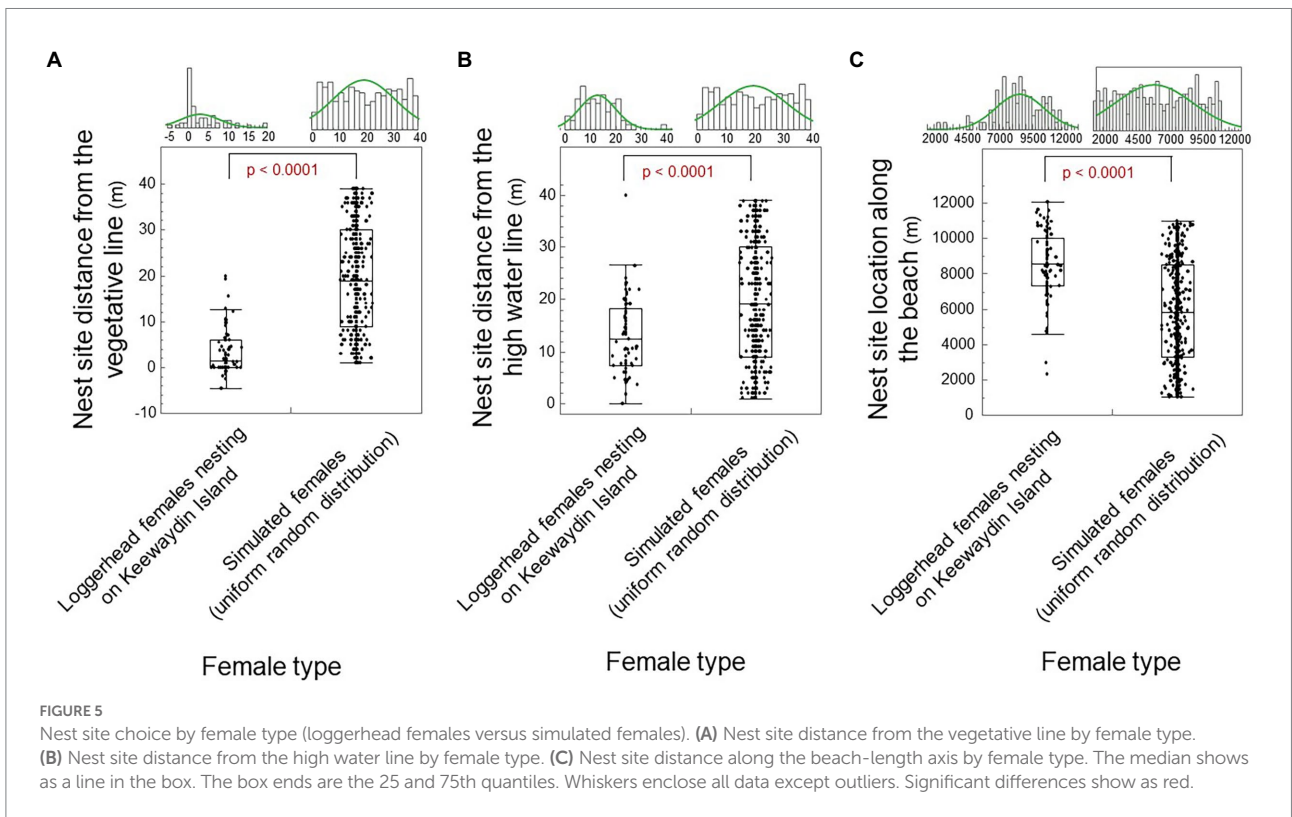 A
B
C
-5 0 5 10 15 20
0 10 20 30 40
0 10 20 30 40
0 10 20 30 40
2000 4500 7000 9500 12000
2000 4500 7000 9500 12000
Nest site distance from the
vegetative line (m)
40
30
20
10
0
-10
p < 0.0001
Loggerhead females nesting
on Keewaydin Island
Simulated females
(uniform random distribution)
Female type
Nest site distance from the
high water line (m)
40
30
20
10
0
p < 0.0001
Loggerhead females nesting
on Keewaydin Island
Simulated females
(uniform random distribution)
Female type
Nest site location along
the beach (m)
12000
10000
8000
6000
4000
2000
0
p < 0.0001
Loggerhead females nesting
on Keewaydin Island
Simulated females
(uniform random distribution)
Female type
FIGURE 5
Nest site choice by female type (loggerhead females versus simulated females). (A) Nest site distance from the vegetative line by female type.
(B) Nest site distance from the high water line by female type. (C) Nest site distance along the beach-length axis by female type. The median shows
as a line in the box. The box ends are the 25 and 75th quantiles. Whiskers enclose all data except outliers. Significant differences show as red.